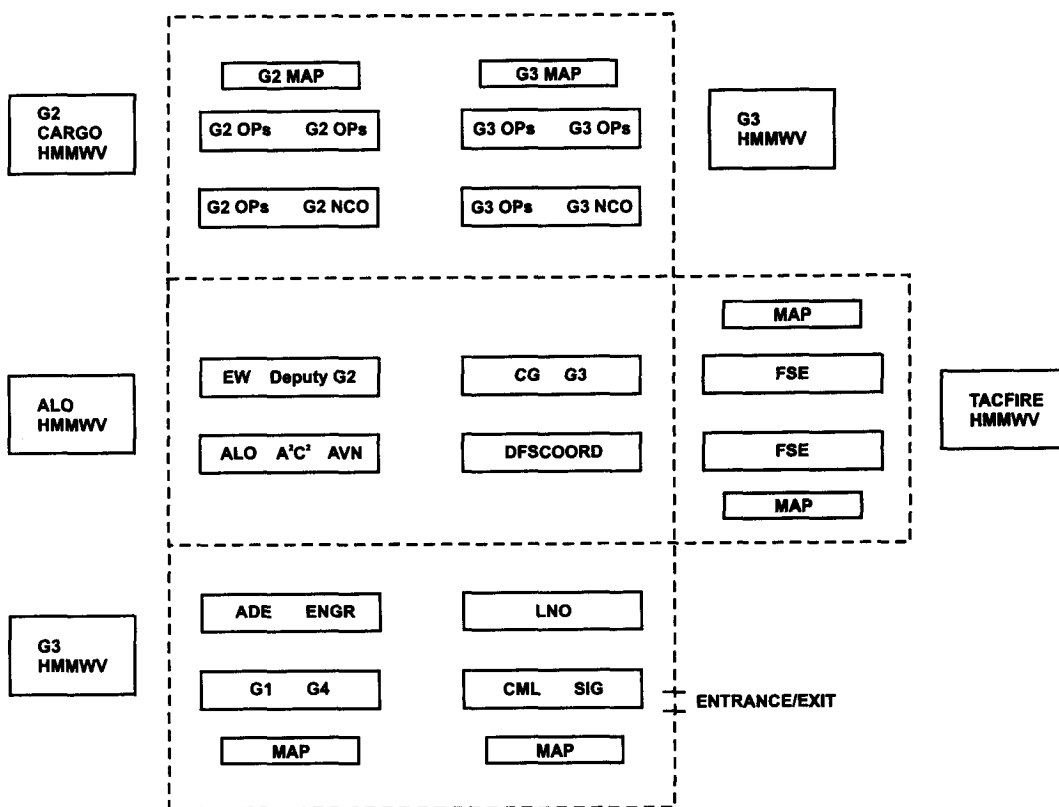 G2 MAP
G3 MAP
G2
CARGO
HMMWV
G2 OPs G2 OPs
G3 OPs G3 OPs
G3
HMMWV
G2 OPs G2 NCO
G3 OPs G3 NCO
MAP
EW Deputy G2
CG G3
FSE
ALO
HMMWV
TACFIRE
HMMWV
ALO A²C² AVN
DFSCOORD
FSE
MAP
ADE ENGR
LNO
G3
HMMWV
G1 G4
CML SIG
ENTRANCE/EXIT
MAP
MAP